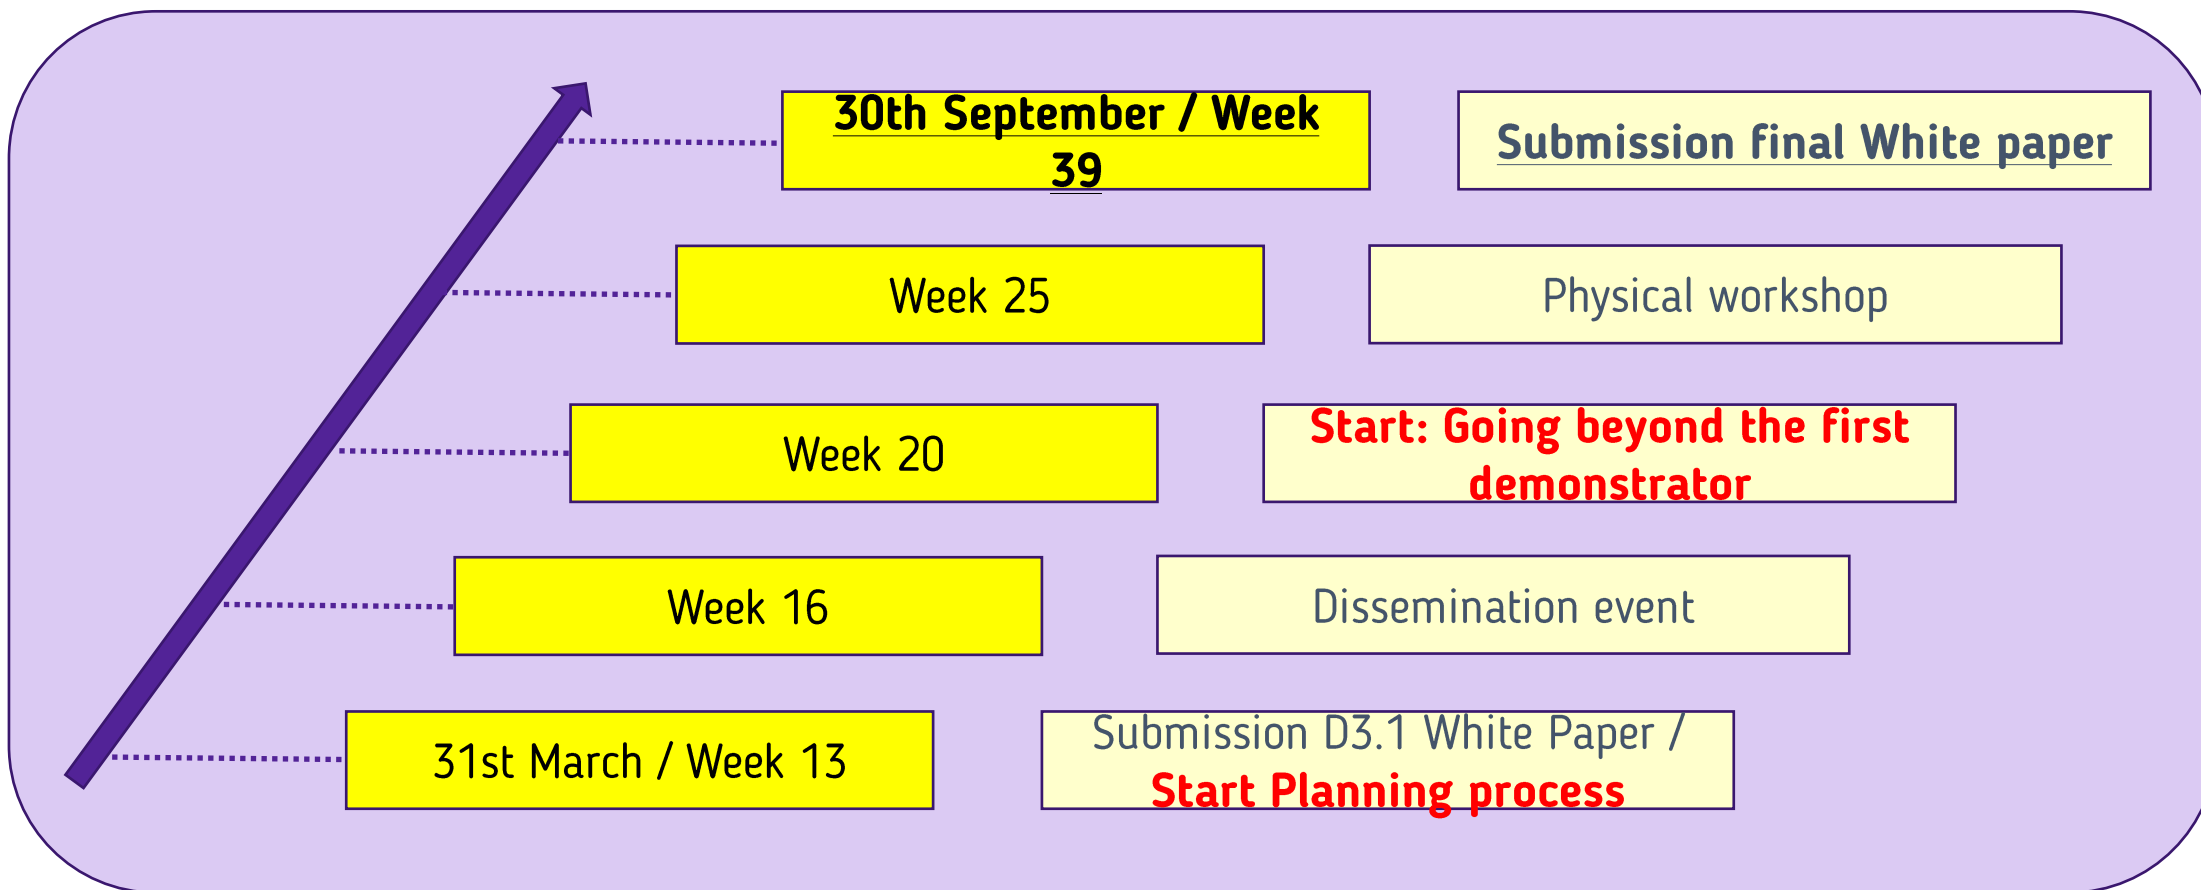 30th September / Week
39
Submission final White paper
Week 25
Physical workshop
Week 20
Start: Going beyond the first
demonstrator
Week 16
Dissemination event
31st March / Week 13
Submission D3.1 White Paper /
Start Planning process